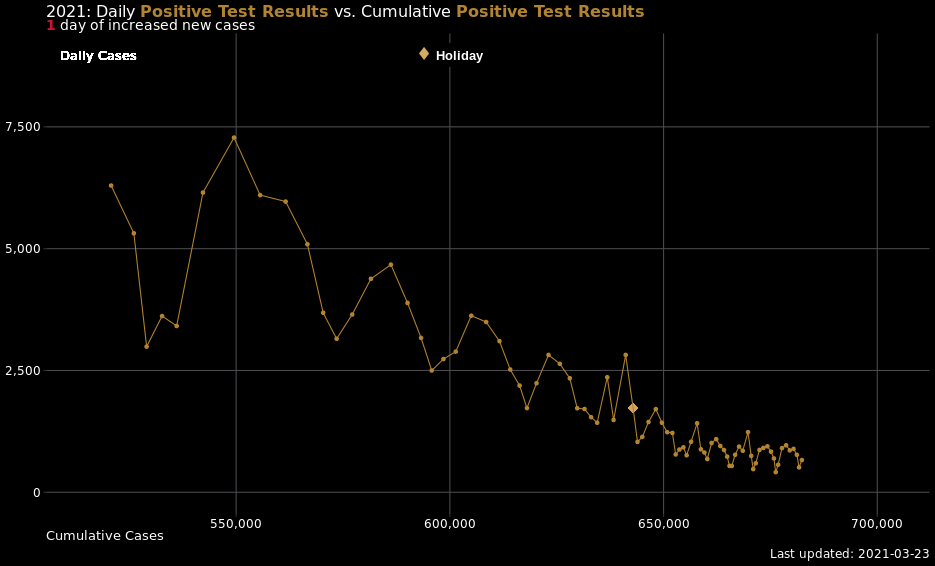 2021: Daily Positive Test Results vs. Cumulative Positive Test Results
1 day of increased new cases
Daily Cases
Holiday
7,500
5,000
2,500
0
550,000 600,000 650,000 700,000
Cumulative Cases
Last updated: 2021-03-23